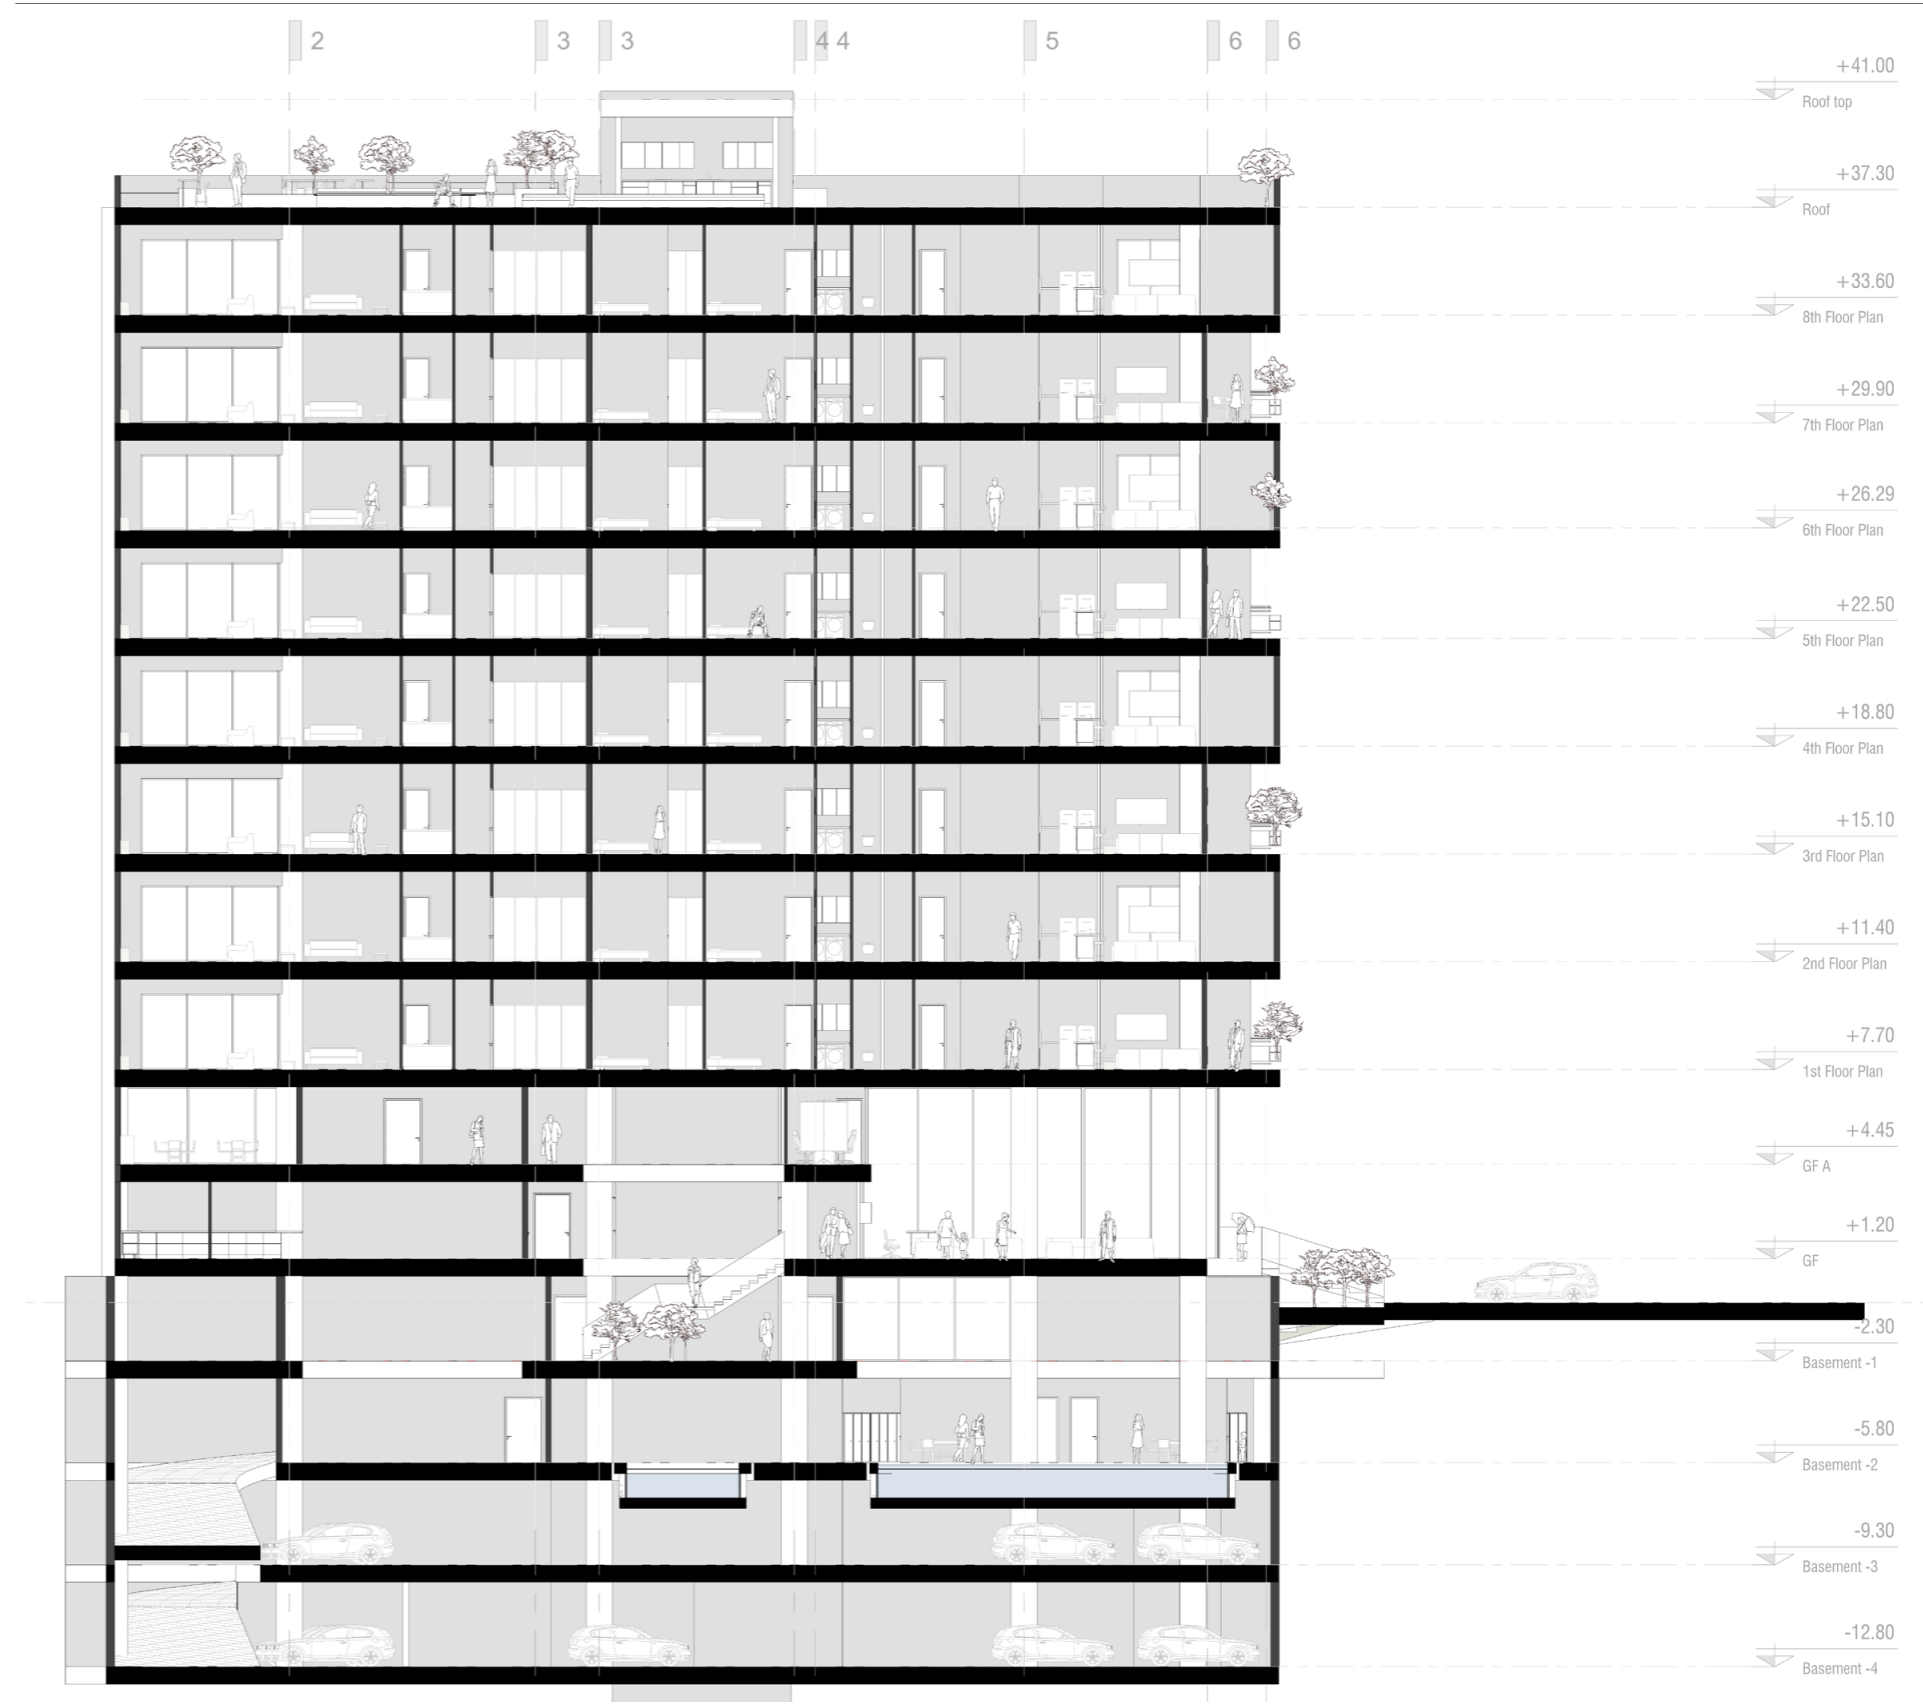 2 3 3 4 4 5 6 6
+41.00
Roof top
+37.30
Roof
+33.60
8th Floor Plan
+29.90
7th Floor Plan
+26.29
6th Floor Plan
+22.50
5th Floor Plan
+18.80
4th Floor Plan
+15.10
3rd Floor Plan
+11.40
2nd Floor Plan
+7.70
1st Floor Plan
+4.45
GF A
+1.20
GF
-2.30
Basement -1
-5.80
Basement -2
-9.30
Basement -3
-12.80
Basement -4